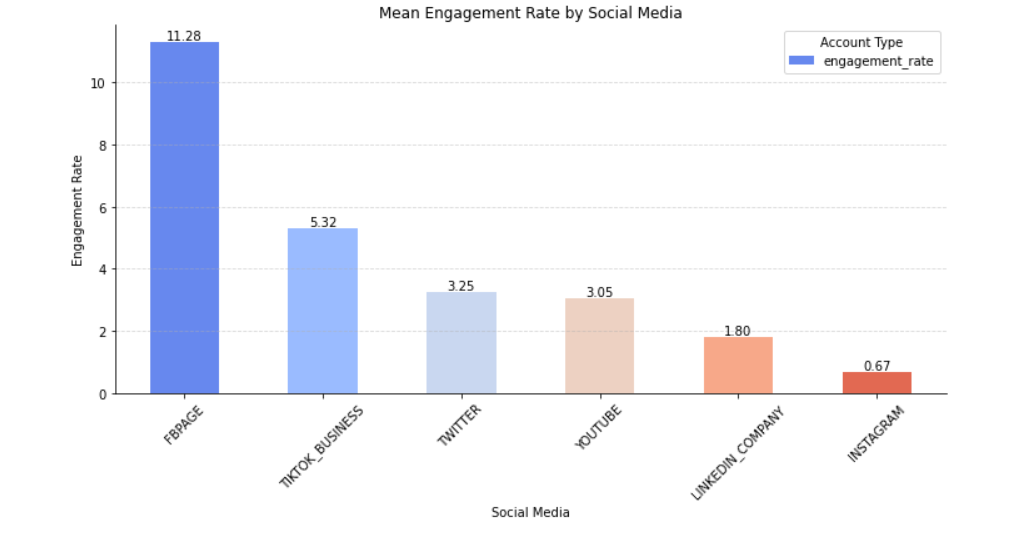 Mean Engagement Rate by Social Media
11.28
Account Type
engagement_rate
10
8
6
5.32
4
3.25
3.05
2
1.80
0.67
0
Engagement Rate
FBPAGE
TIKTOK_BUSINESS
TWITTER
YOUTUBE
LINKEDIN_COMPANY
INSTAGRAM
Social Media